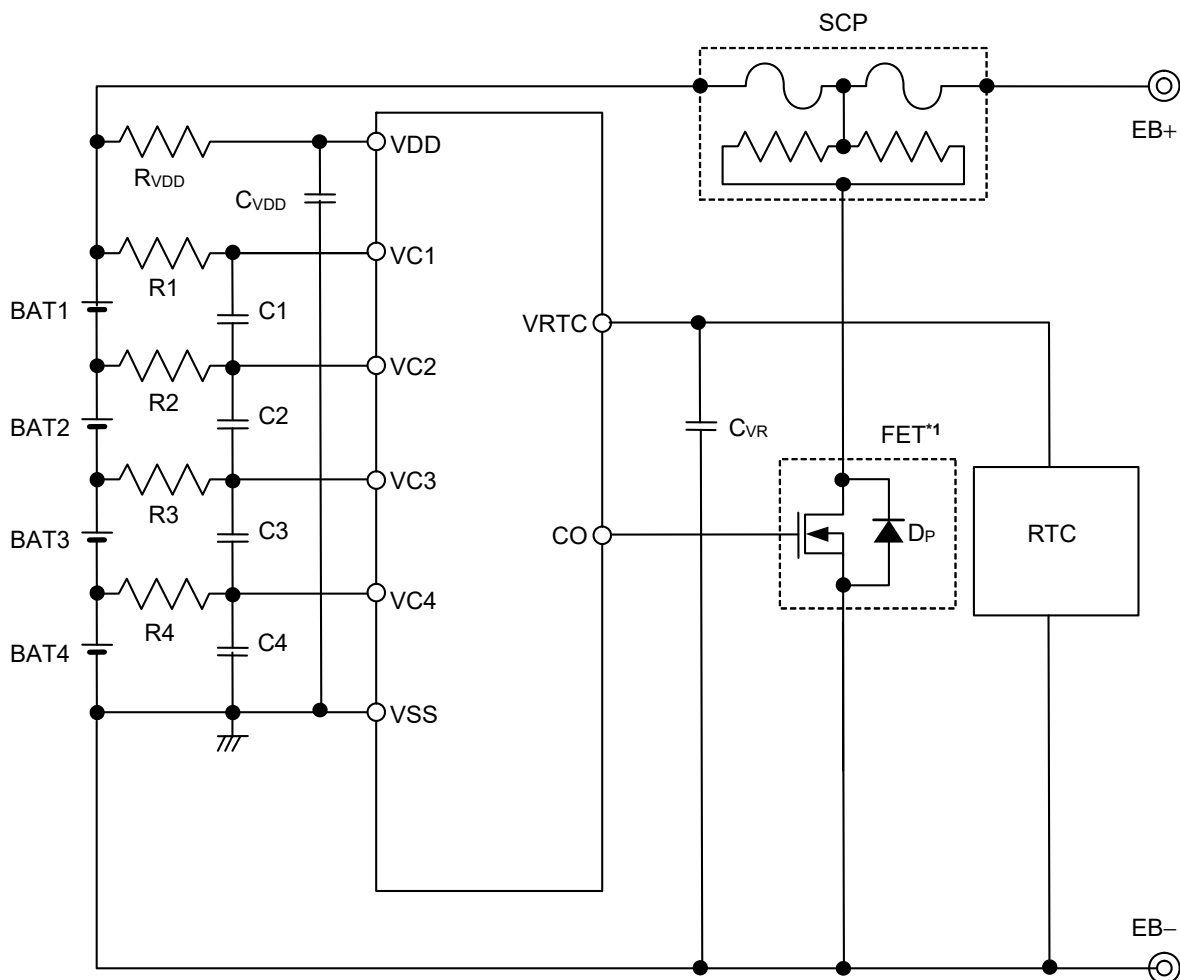 SCP
EB+
VDD
RVDD
CVDD
VC1
R1
BAT1
C1
VRTC
VC2
R2
C2
BAT2
CVR
FET*1
VC3
R3
C3
CO
DP
RTC
BAT3
VC4
R4
C4
BAT4
VSS
EB−